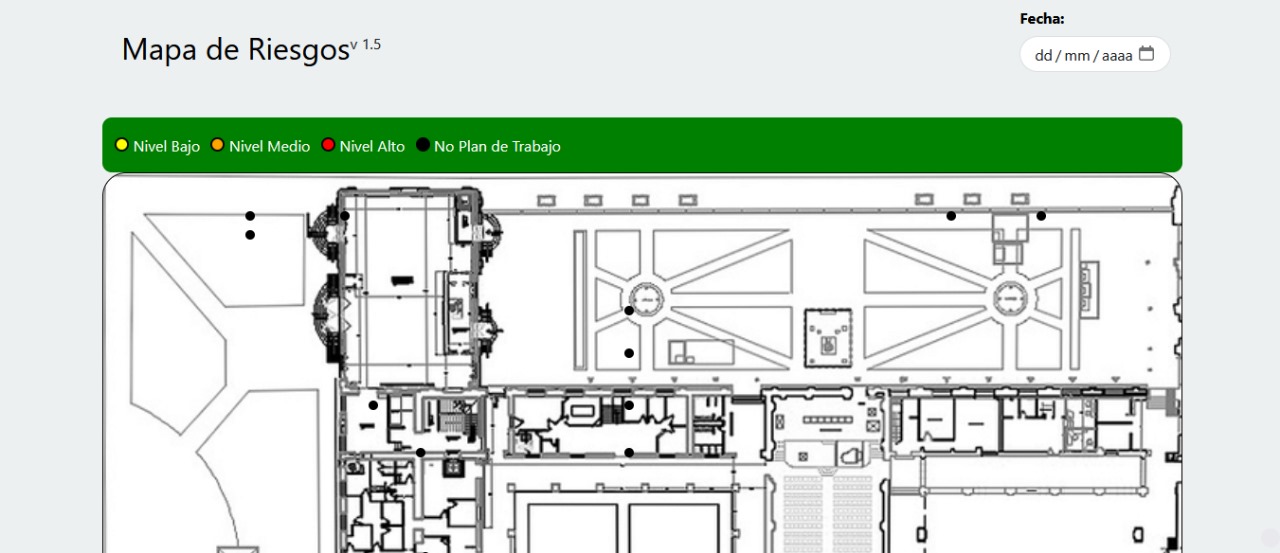 Fecha:
Mapa de Riesgos v 1.5
dd / mm / aaaa
Nivel Bajo Nivel Medio Nivel Alto No Plan de Trabajo